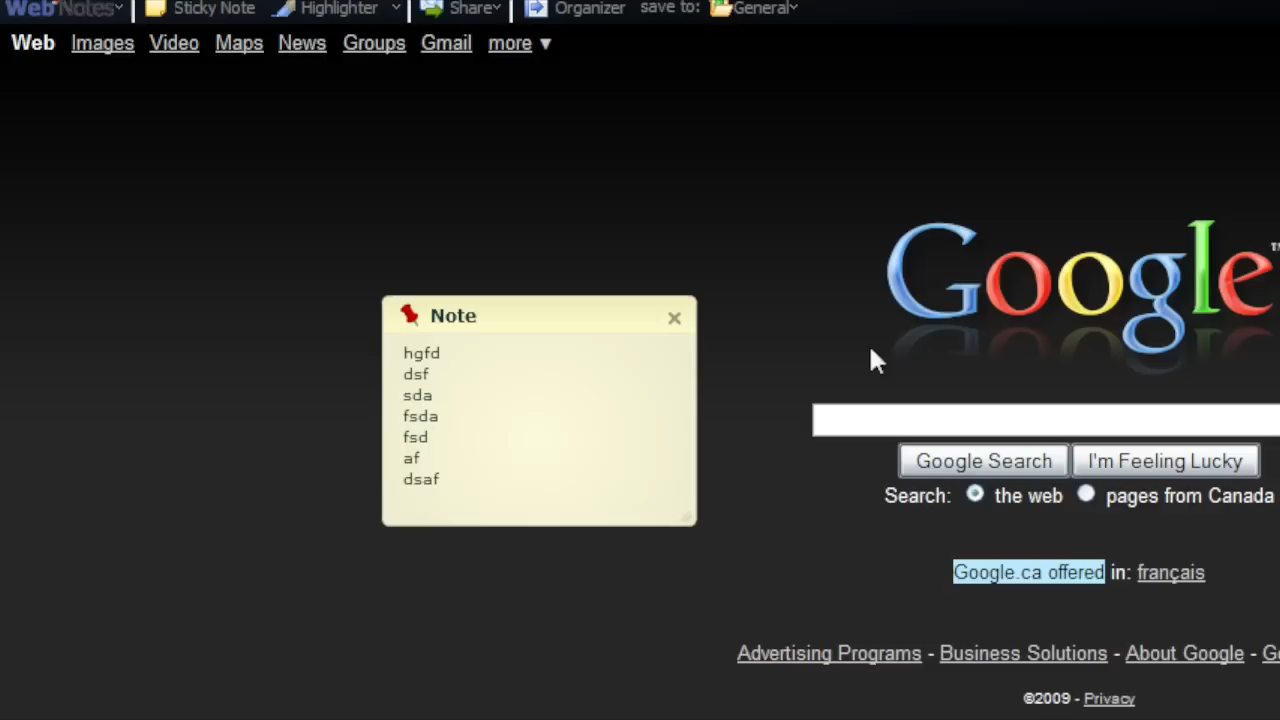 WebNotes Sticky Note Highlighter Share Organizer save to: General
Web Images Video Maps News Groups Gmail more ▼
Google
Note
hgfd
dsf
sda
fsda
fsd
af
dsaf
Google Search I'm Feeling Lucky
Search: the web pages from Canada
Google.ca offered in: français
Advertising Programs - Business Solutions - About Google -
©2009 - Privacy